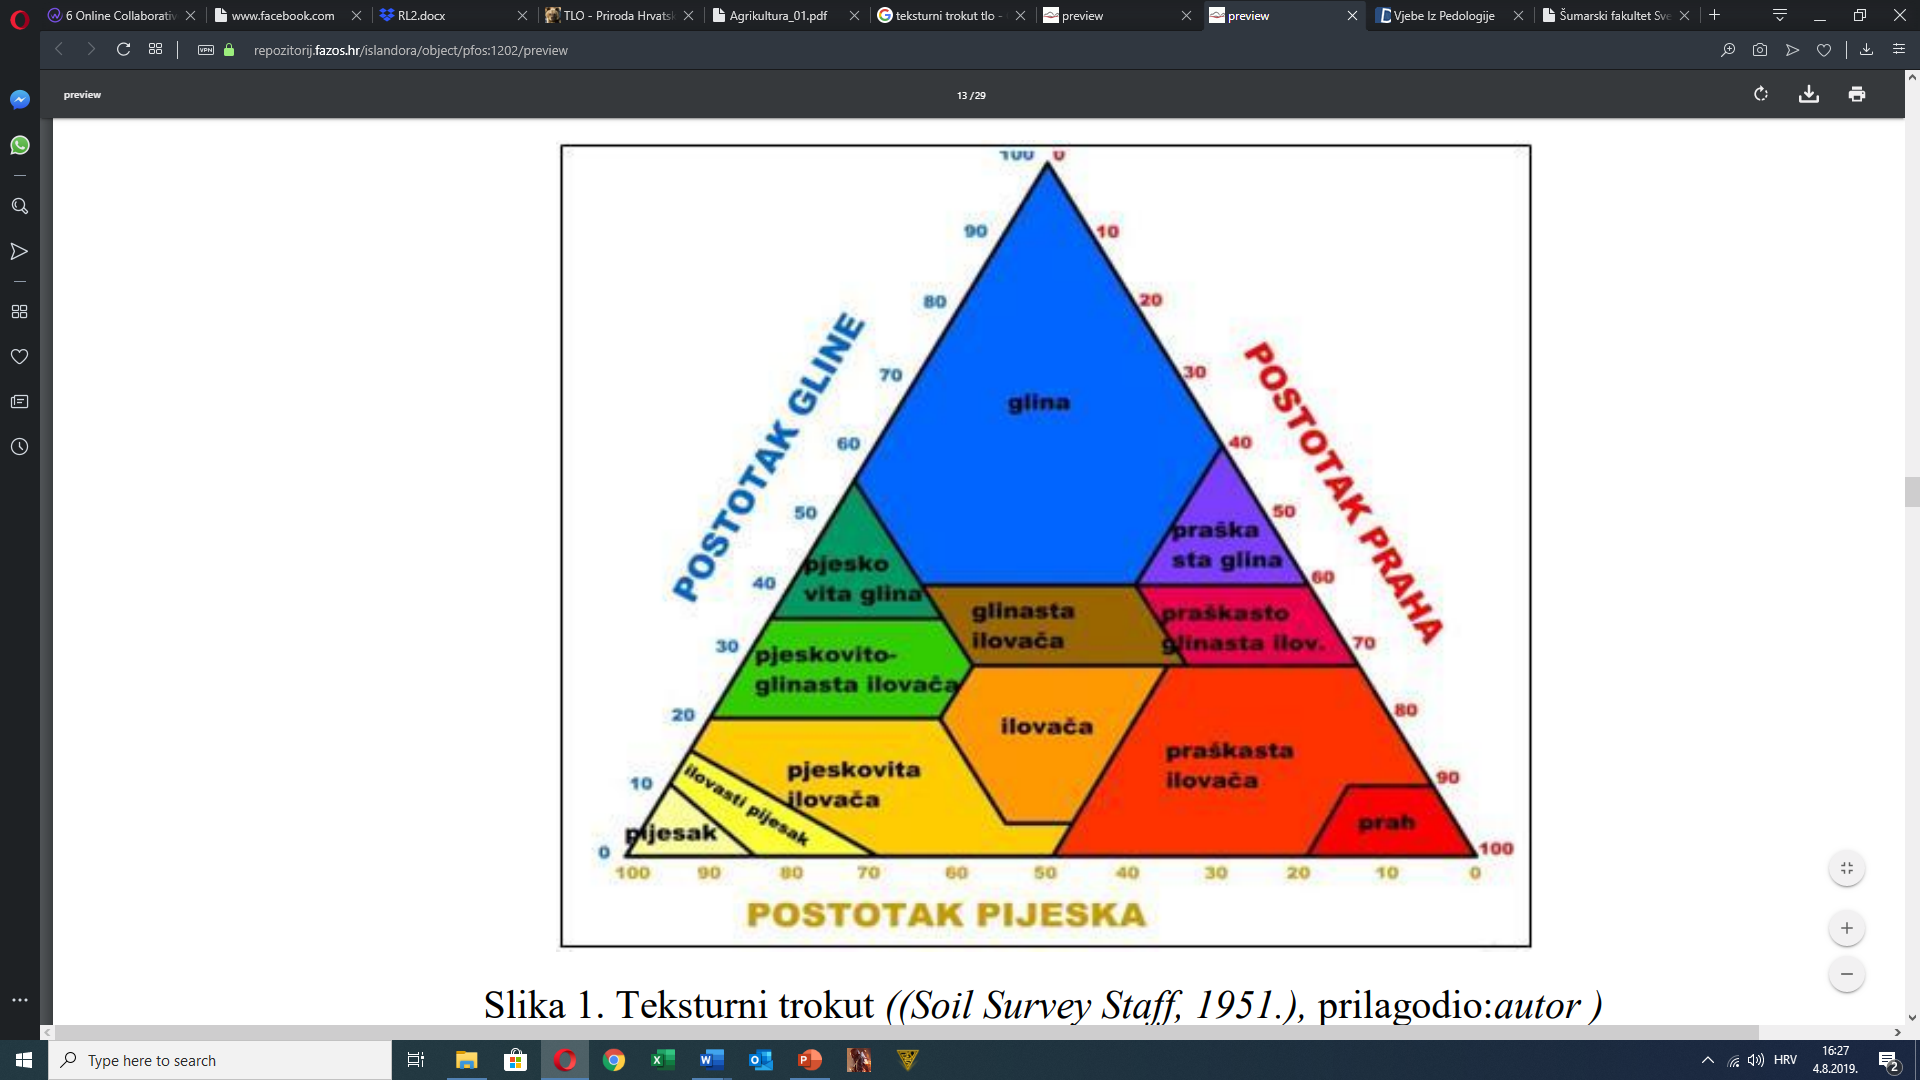 6 Online Collaborativ
www.facebook.com
RL2.docx
TLO - Priroda Hrvatsk
Agrikultura_01.pdf
teksturni trokut tlo -
preview
preview
Vjebe Iz Pedologije
Šumarski fakultet Sve
VPN
repozitorij.fazos.hr/islandora/object/pfos:1202/preview
preview
13 /29
100 0
90 10
80 20
70 30
60 40
50 50
40 60
30 70
20 80
10 90
0 100
POSTOTAK GLINE
POSTOTAK PRAHA
glina
praška
sta glina
pjesko
vita glina
glinasta
ilovača
praškasto
glinasta ilov.
pjeskovito-
glinasta ilovača
ilovača
praškasta
ilovača
pjeskovita
ilovača
ilovasti pijesak
pijesak
prah
100 90 80 70 60 50 40 30 20 10 0
POSTOTAK PIJESKA
Slika 1. Teksturni trokut ((Soil Survey Staff, 1951.), prilagodio:autor )
Type here to search
HRV
16:27
4.8.2019.
2